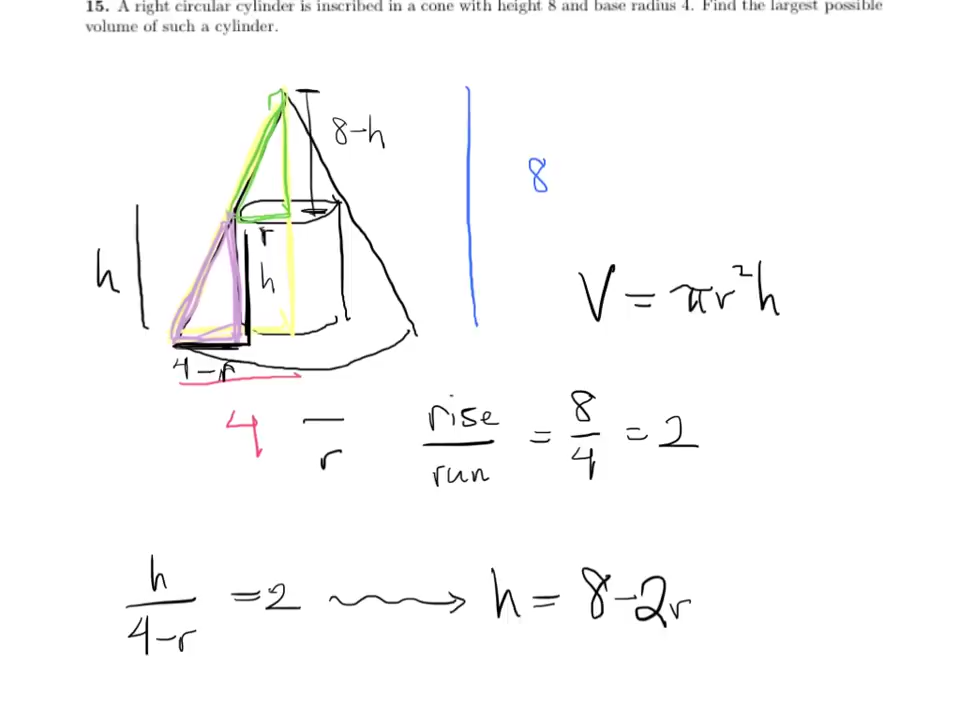 15. A right circular cylinder is inscribed in a cone with height 8 and base radius 4. Find the largest possible
volume of such a cylinder.
8-h
8
r
h
h
V = πr²h
4-r
4
—/r
rise/run = 8/4 = 2
h/(4-r) = 2 ⟿ h = 8-2r